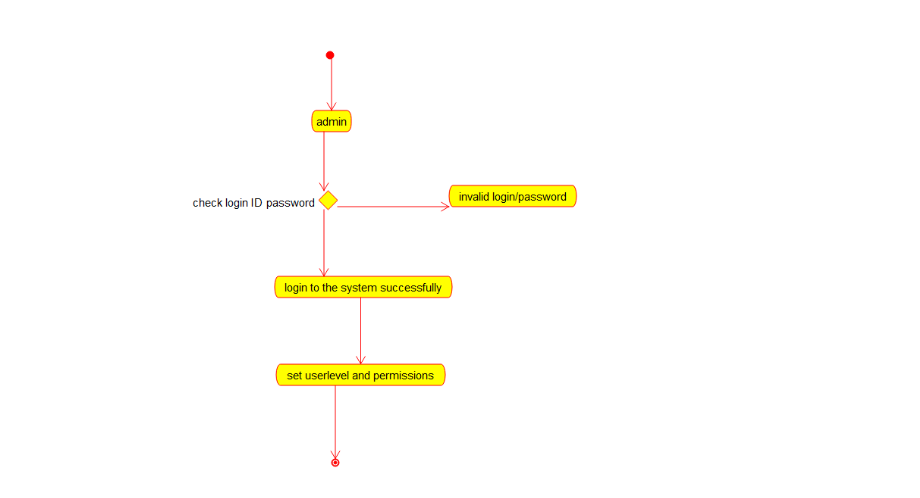 admin
check login ID password
invalid login/password
login to the system successfully
set userlevel and permissions